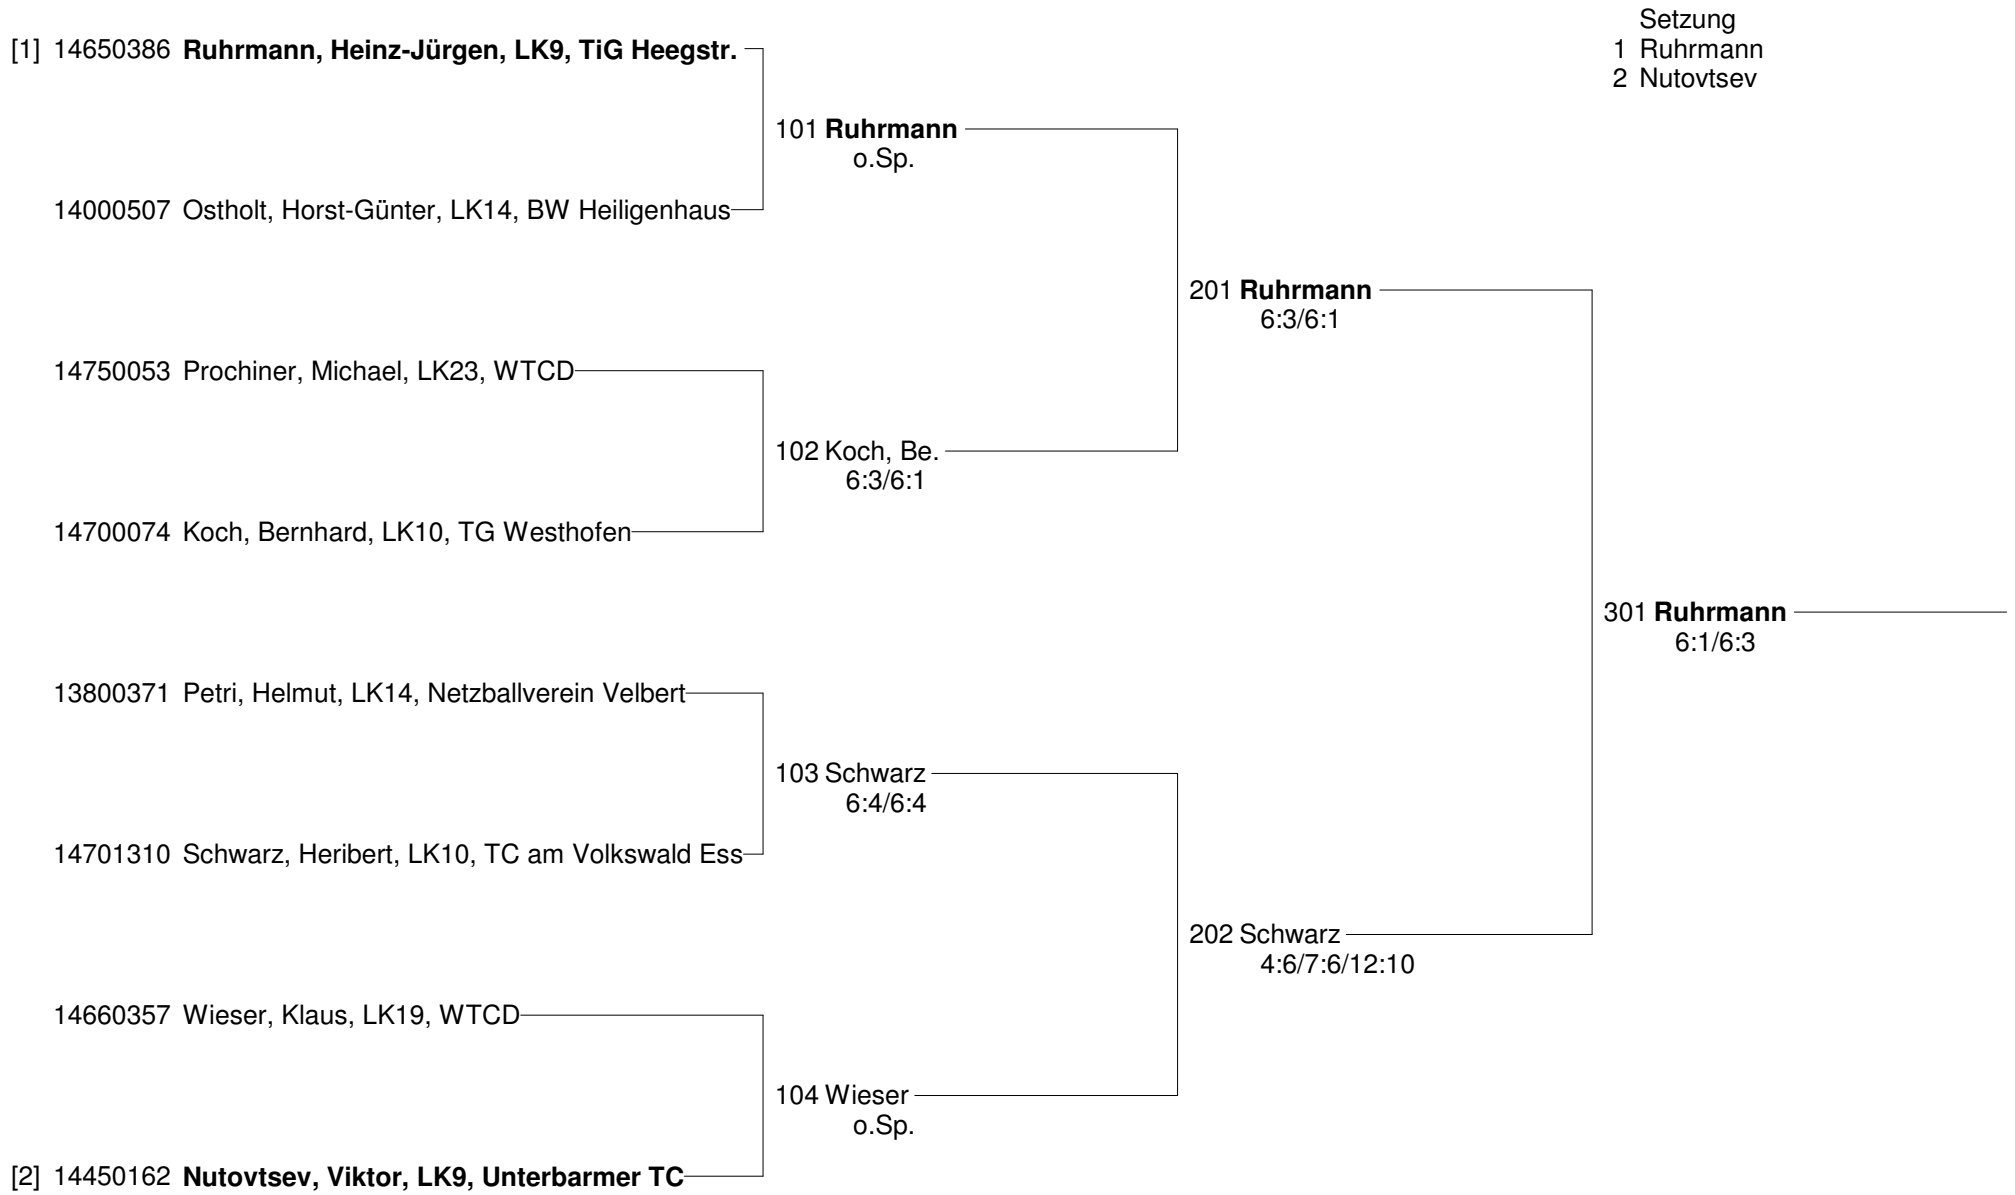 Setzung
1 Ruhrmann
2 Nutovtsev
[1] 14650386 Ruhrmann, Heinz-Jürgen, LK9, TiG Heegstr.
101 Ruhrmann
o.Sp.
14000507 Ostholt, Horst-Günter, LK14, BW Heiligenhaus
201 Ruhrmann
6:3/6:1
14750053 Prochiner, Michael, LK23, WTCD
102 Koch, Be.
6:3/6:1
14700074 Koch, Bernhard, LK10, TG Westhofen
301 Ruhrmann
6:1/6:3
13800371 Petri, Helmut, LK14, Netzballverein Velbert
103 Schwarz
6:4/6:4
14701310 Schwarz, Heribert, LK10, TC am Volkswald Ess
202 Schwarz
4:6/7:6/12:10
14660357 Wieser, Klaus, LK19, WTCD
104 Wieser
o.Sp.
[2] 14450162 Nutovtsev, Viktor, LK9, Unterbarmer TC